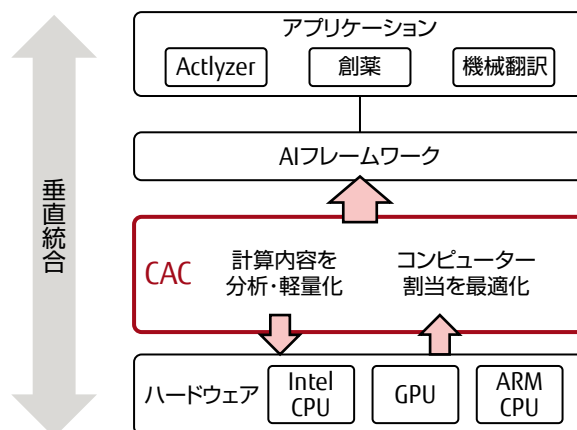 アプリケーション
Actlyzer
創薬
機械翻訳
AIフレームワーク
垂直統合
CAC
計算内容を
分析・軽量化
コンピューター
割当を最適化
ハードウェア
Intel
CPU
GPU
ARM
CPU